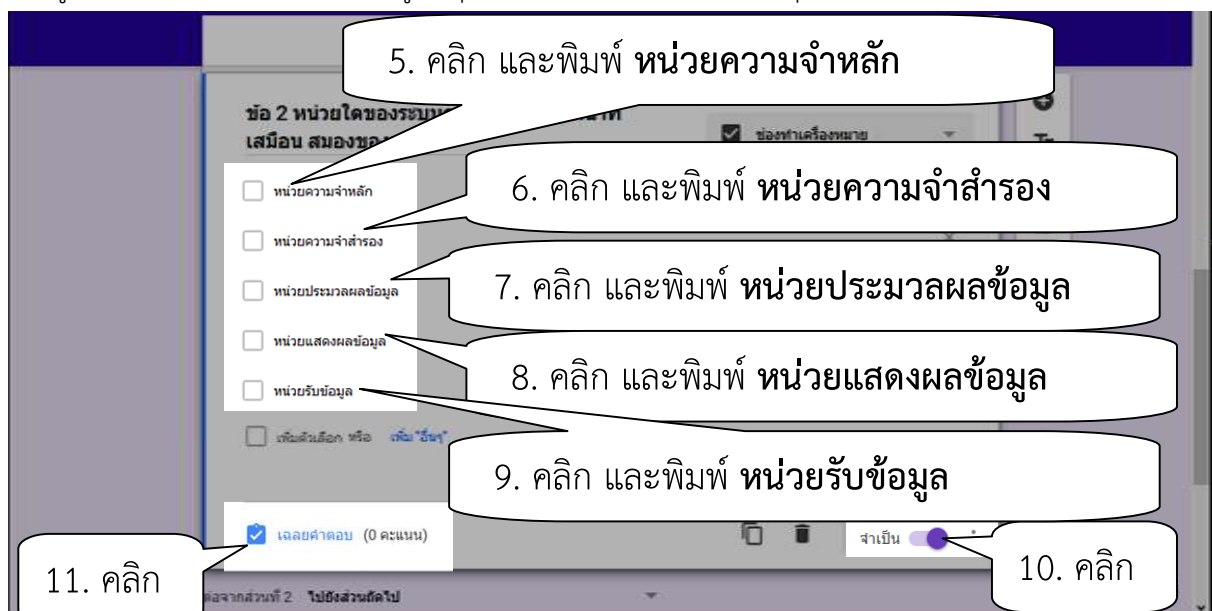 5. คลิก และพิมพ์ หน่วยความจำหลัก
ข้อ 2 หน่วยใดของระบบ
เสมือน สมองของ
ช่องทำเครื่องหมาย
หน่วยความจำหลัก
6. คลิก และพิมพ์ หน่วยความจำสำรอง
หน่วยความจำสำรอง
หน่วยประมวลผลข้อมูล
7. คลิก และพิมพ์ หน่วยประมวลผลข้อมูล
หน่วยแสดงผลข้อมูล
8. คลิก และพิมพ์ หน่วยแสดงผลข้อมูล
หน่วยรับข้อมูล
เพิ่มตัวเลือก หรือ เพิ่ม "อื่นๆ"
9. คลิก และพิมพ์ หน่วยรับข้อมูล
เฉลยคำตอบ (0 คะแนน)
จำเป็น
10. คลิก
11. คลิก
ต่อจากส่วนที่ 2 ไปยังส่วนถัดไป